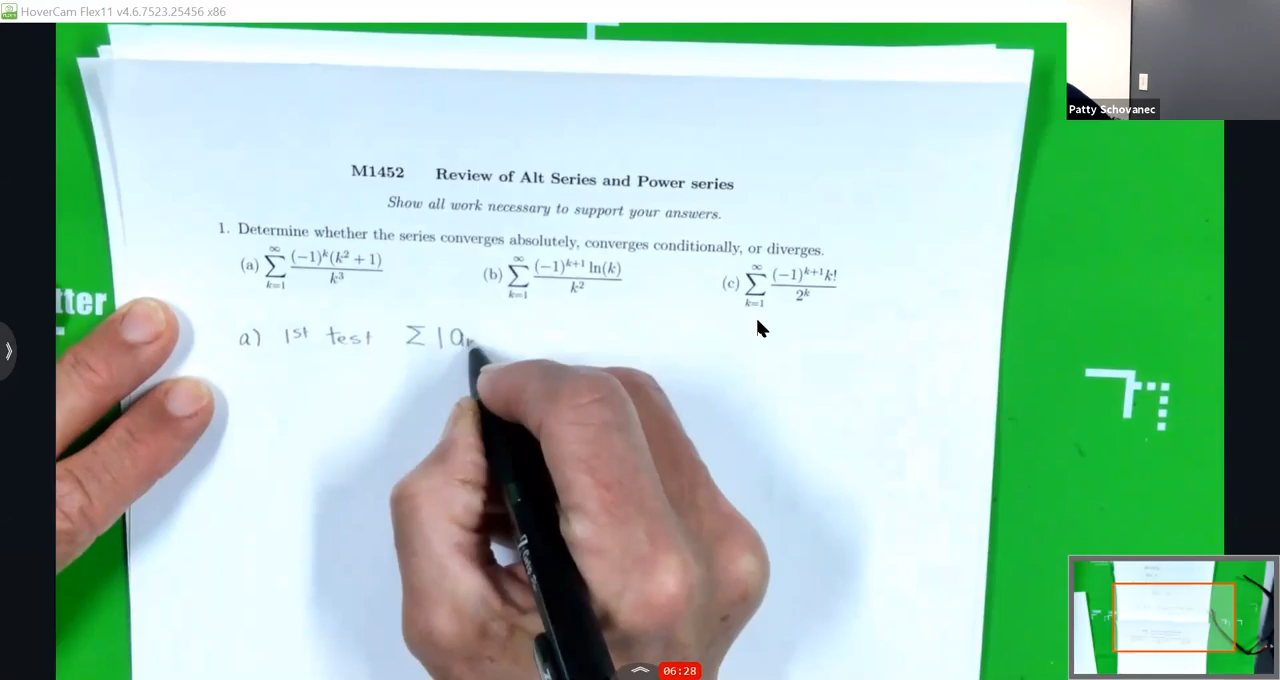 HoverCam Flex11 v4.6.7523.25456 x86
Patty Schovanec
M1452 Review of Alt Series and Power series
Show all work necessary to support your answers.
1. Determine whether the series converges absolutely, converges conditionally, or diverges.
(a) ∑_{k=1}^{∞} (-1)^k(k^2 + 1) / k^3 (b) ∑_{k=1}^{∞} (-1)^{k+1} ln(k) / k^2 (c) ∑_{k=1}^{∞} (-1)^{k+1}k! / 2^k
tter
a) 1st test Σ |a
06:28